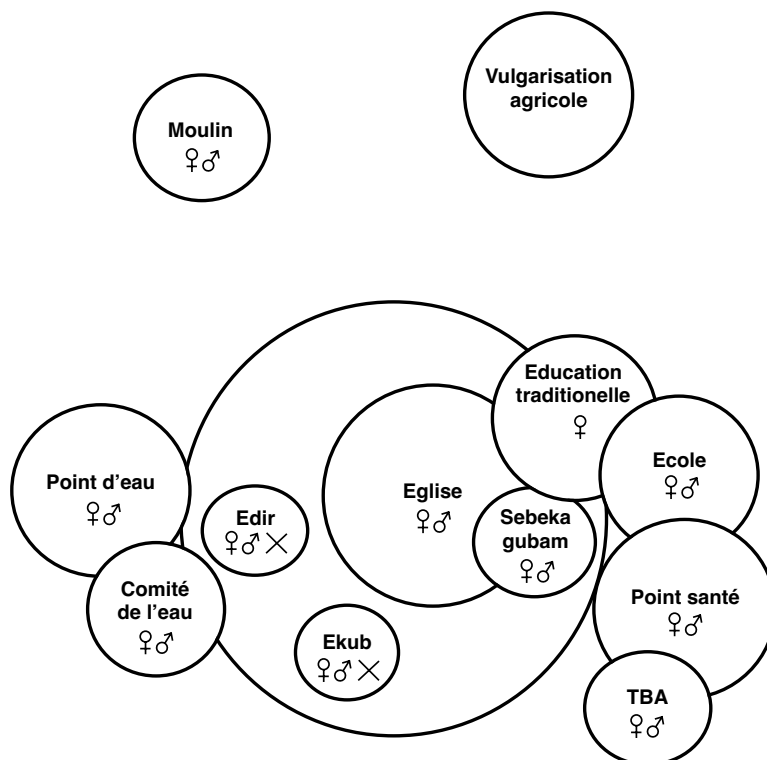 Vulgarisation
agricole
Moulin
♀♂
Education
traditionelle
♀
Point d'eau
♀♂
Ecole
♀♂
Eglise
♀♂
Edir
♀♂×
Sebeka
gubam
♀♂
Comité
de l'eau
♀♂
Point santé
♀♂
Ekub
♀♂×
TBA
♀♂